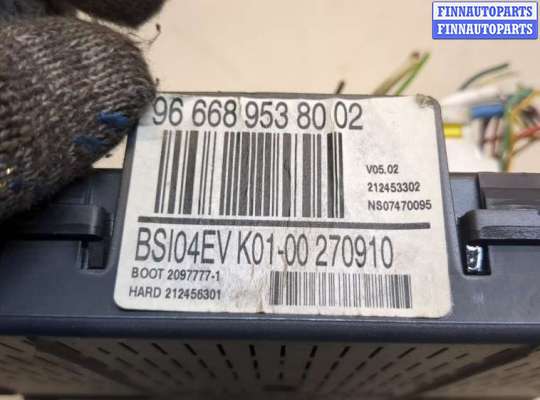 FINNAUTOPARTS
FINNAUTOPARTS
96 668 953 80 02
V05.02
212453302
NS07470095
BSI04EV K01-00 270910
BOOT 2097777-1
HARD 212456301